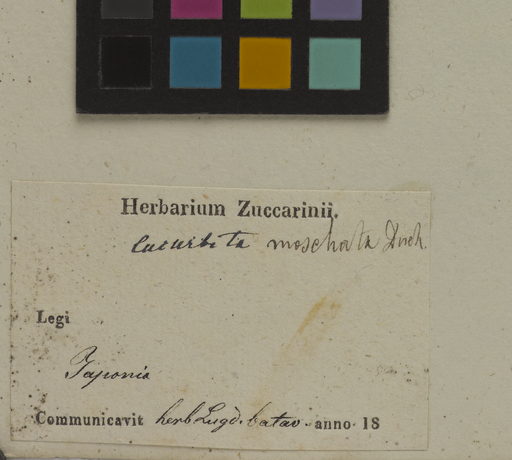 Herbarium Zuccarinii.
Cucurbita moschata Duch.
Legi
Japonia
Communicavit herb Lugd. batav. anno 18